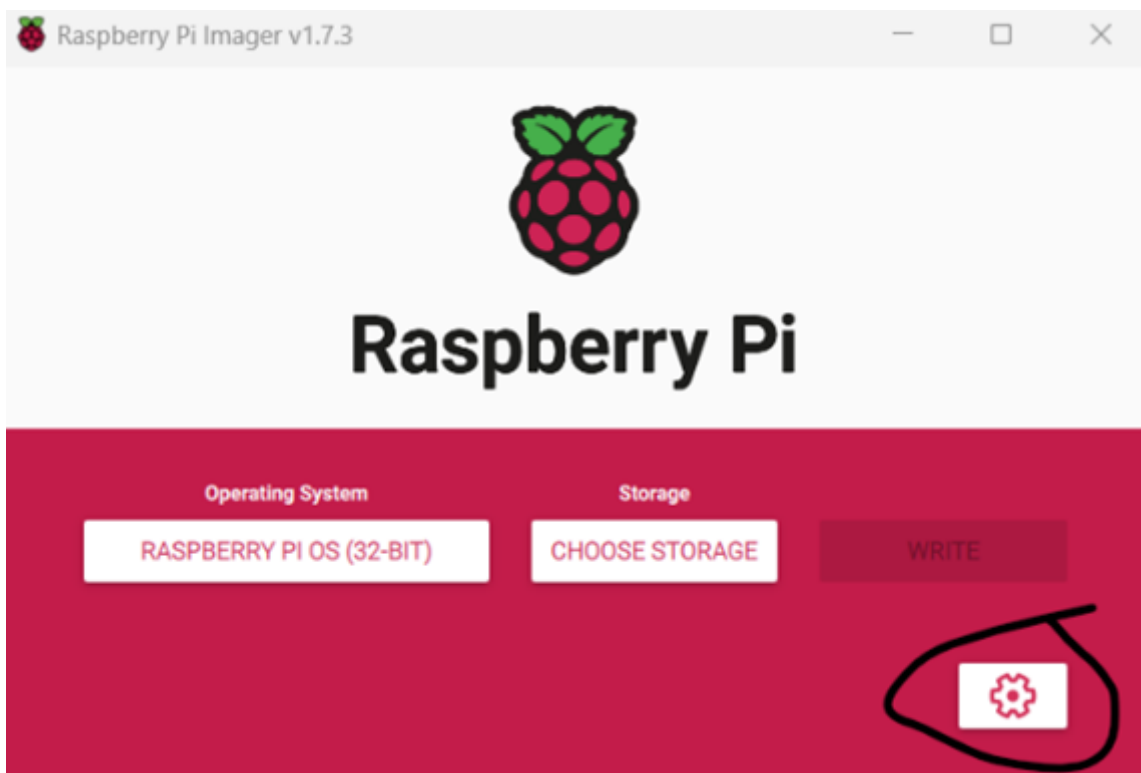 Raspberry Pi Imager v1.7.3
Raspberry Pi
Operating System
Storage
RASPBERRY PI OS (32-BIT)
CHOOSE STORAGE
WRITE